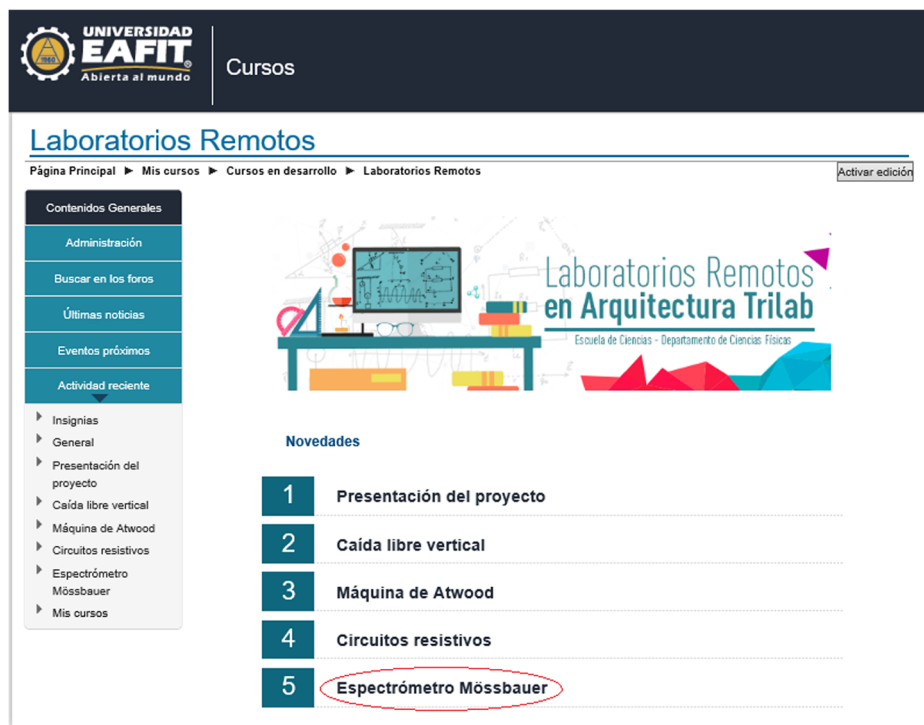 UNIVERSIDAD
EAFIT®
Abierta al mundo
1960
Cursos
Laboratorios Remotos
Página Principal ► Mis cursos ► Cursos en desarrollo ► Laboratorios Remotos
Activar edición
Contenidos Generales
Administración
Buscar en los foros
Últimas noticias
Eventos próximos
Actividad reciente
Insignias
General
Presentación del
proyecto
Caída libre vertical
Máquina de Atwood
Circuitos resistivos
Espectrómetro
Mössbauer
Mis cursos
Laboratorios Remotos
en Arquitectura Trilab
Escuela de Ciencias - Departamento de Ciencias Físicas
Novedades
1 Presentación del proyecto
2 Caída libre vertical
3 Máquina de Atwood
4 Circuitos resistivos
5 Espectrómetro Mössbauer